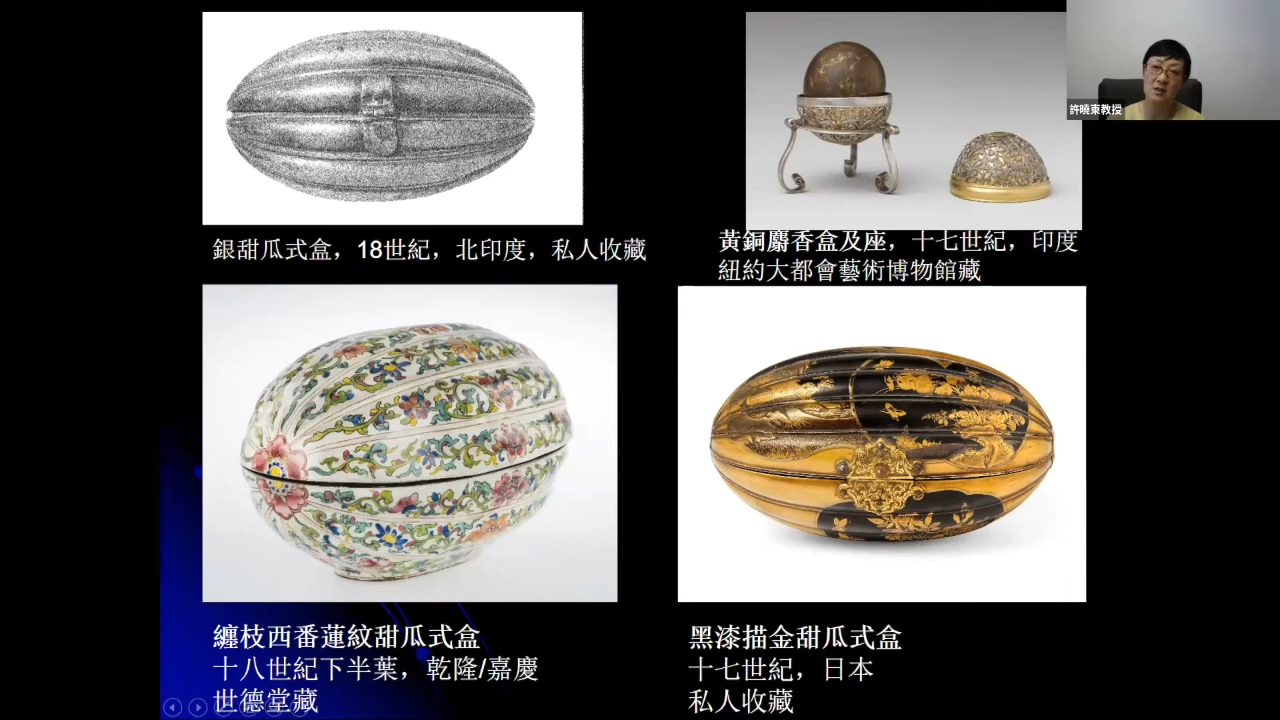 許曉東教授
銀甜瓜式盒，18世紀，北印度，私人收藏
黃銅麝香盒及座，十七世紀，印度
紐約大都會藝術博物館藏
纏枝西番蓮紋甜瓜式盒
十八世紀下半葉，乾隆/嘉慶
世德堂藏
黑漆描金甜瓜式盒
十七世紀，日本
私人收藏